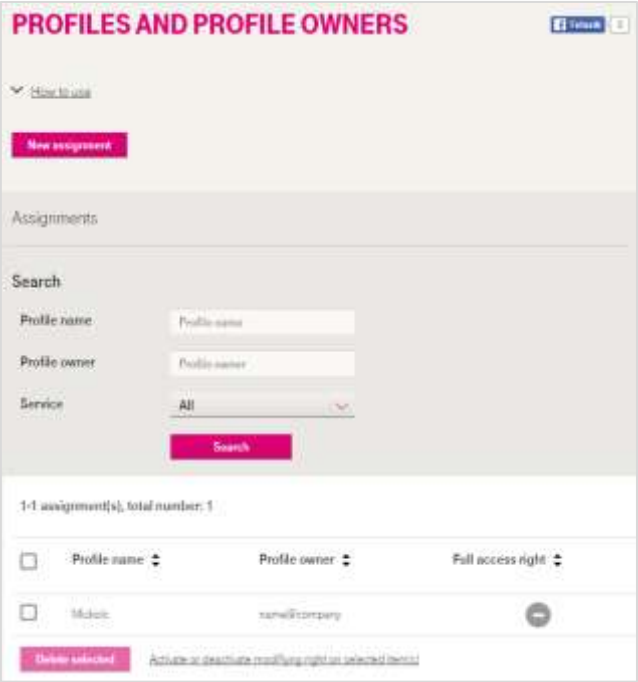 PROFILES AND PROFILE OWNERS
How to use
New assignment
Assignments
Search
Profile name Profile name
Profile owner Profile owner
Service All
Search
1-1 assignment(s), total number: 1
Profile name Profile owner Full access right
name@company
Delete selected Activate or deactivate modifying right on selected item(s)